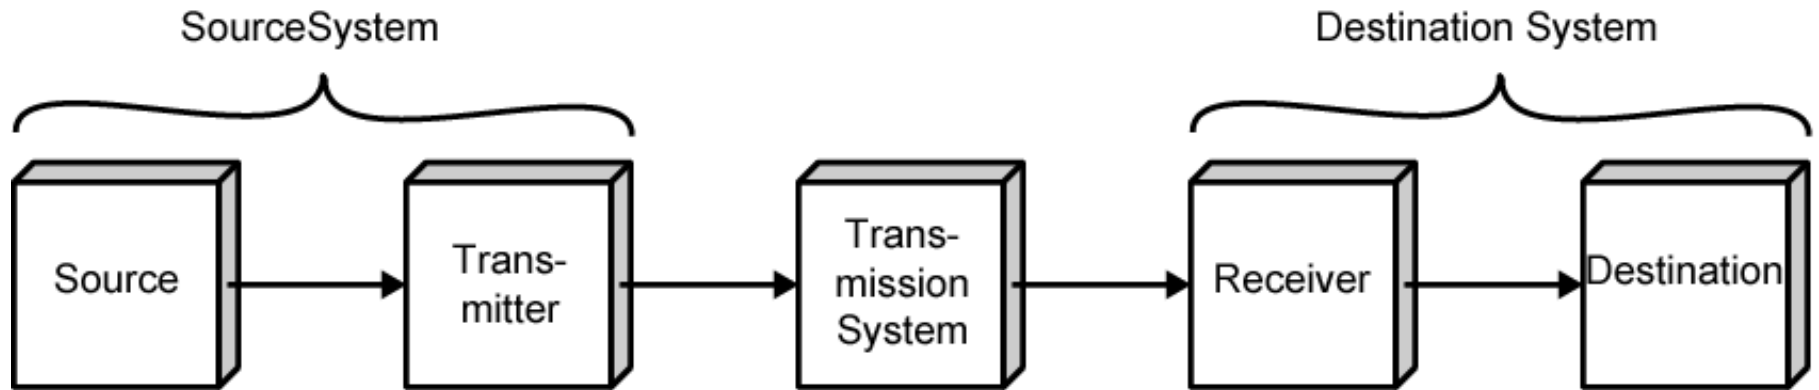 SourceSystem
Destination System
Source
Trans-
mitter
Trans-
mission
System
Receiver
Destination